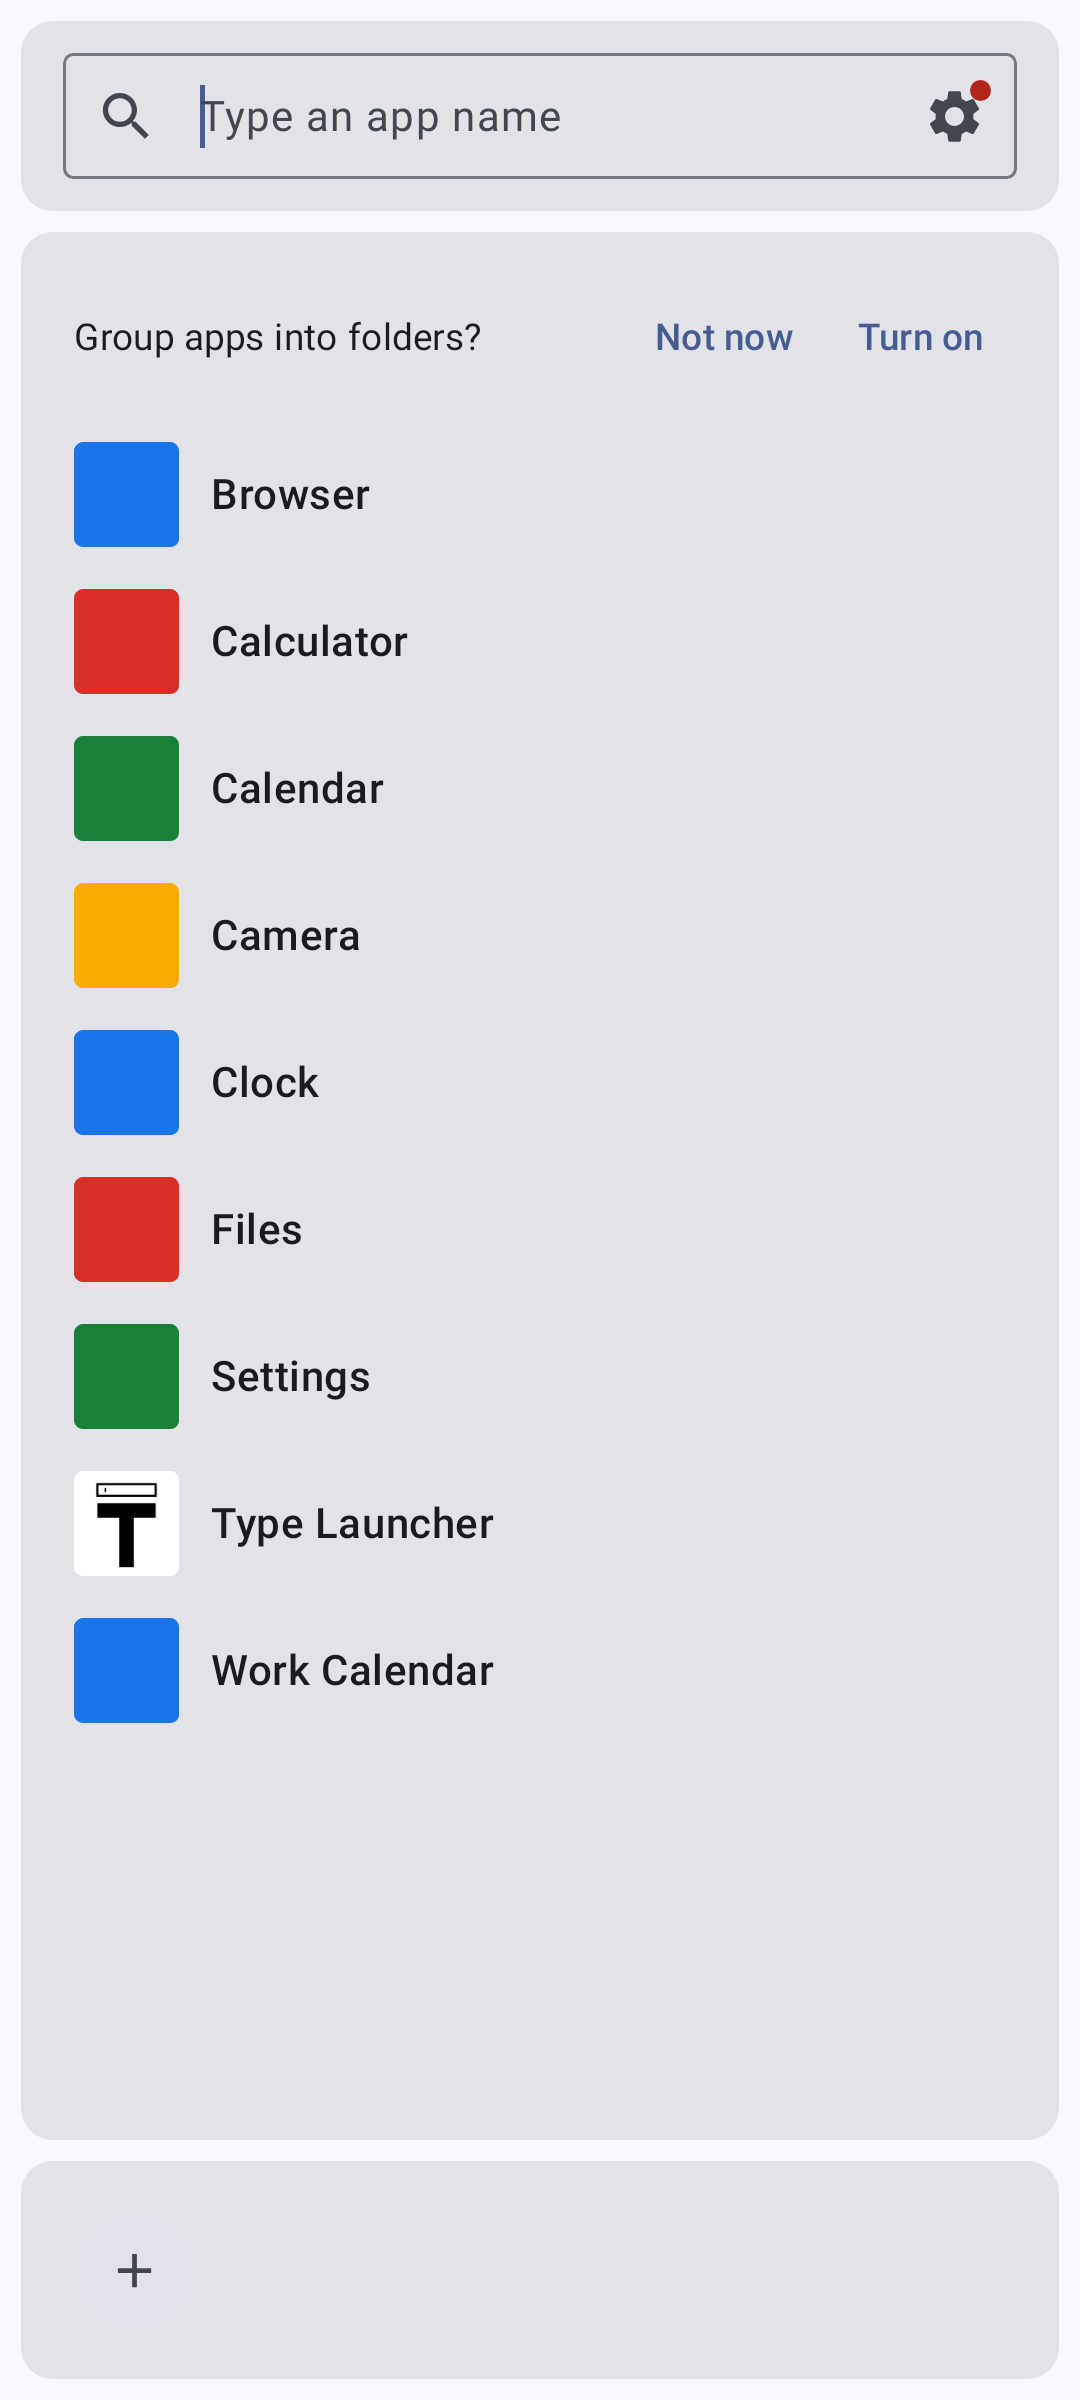 Type an app name
Group apps into folders? Not now Turn on
Browser
Calculator
Calendar
Camera
Clock
Files
Settings
T
Type Launcher
Work Calendar